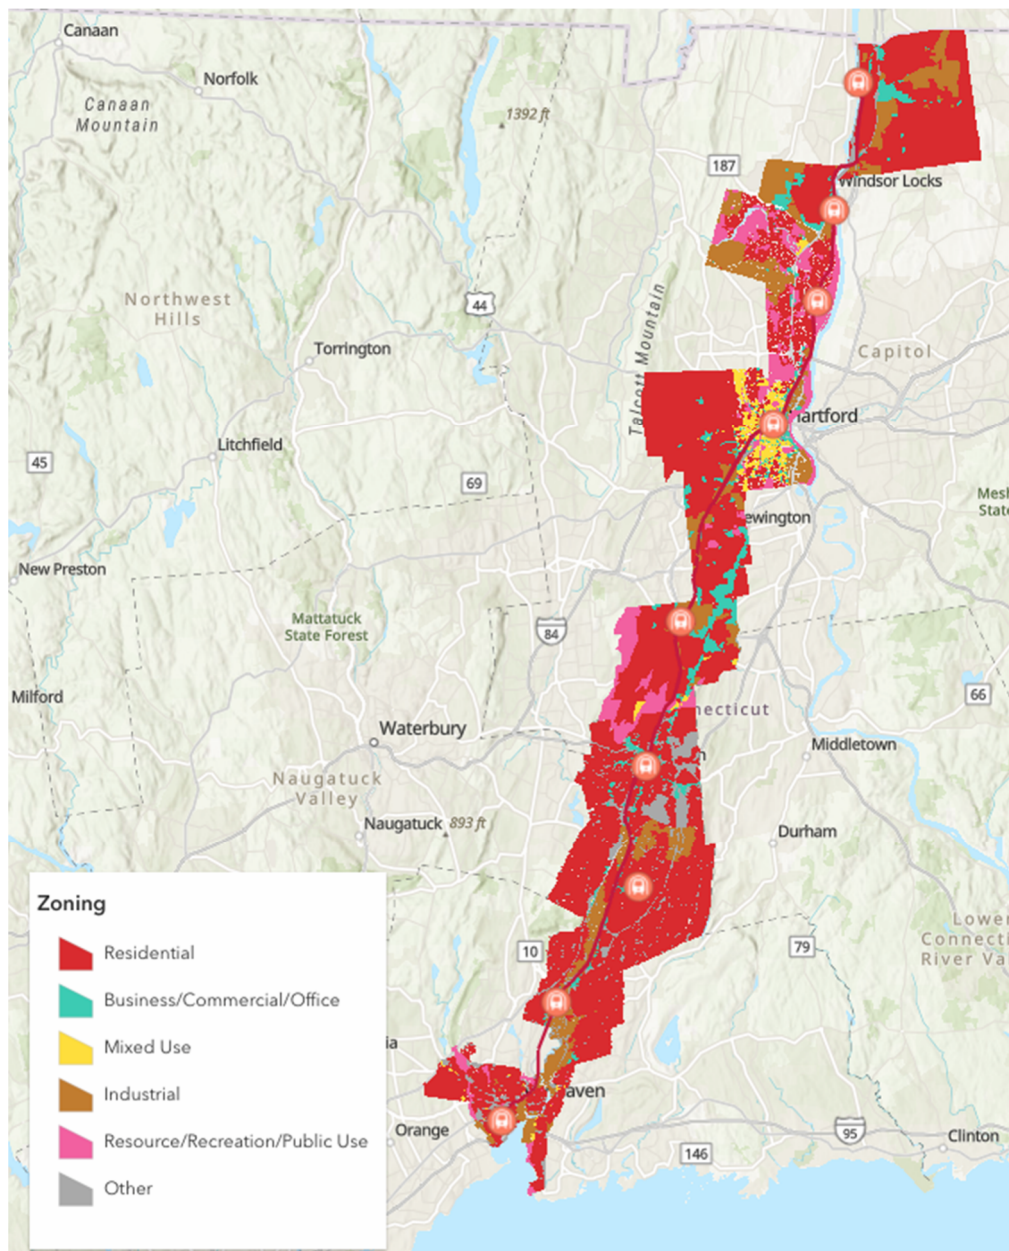 Canaan
Norfolk
Canaan
Mountain
1392 ft
187
Windsor Locks
Northwest
Hills
44
Torrington
Talcott Mountain
Capitol
Hartford
Litchfield
45
69
Mesh
State
ewington
New Preston
Mattatuck
State Forest
84
Milford
66
necticut
Waterbury
Middletown
n
Naugatuck
Valley
Naugatuck
893 ft
Durham
Zoning
Residential
Business/Commercial/Office
Mixed Use
Industrial
Resource/Recreation/Public Use
Other
10
79
Lower
Connecti
River Va
ia
aven
Orange
95
Clinton
146